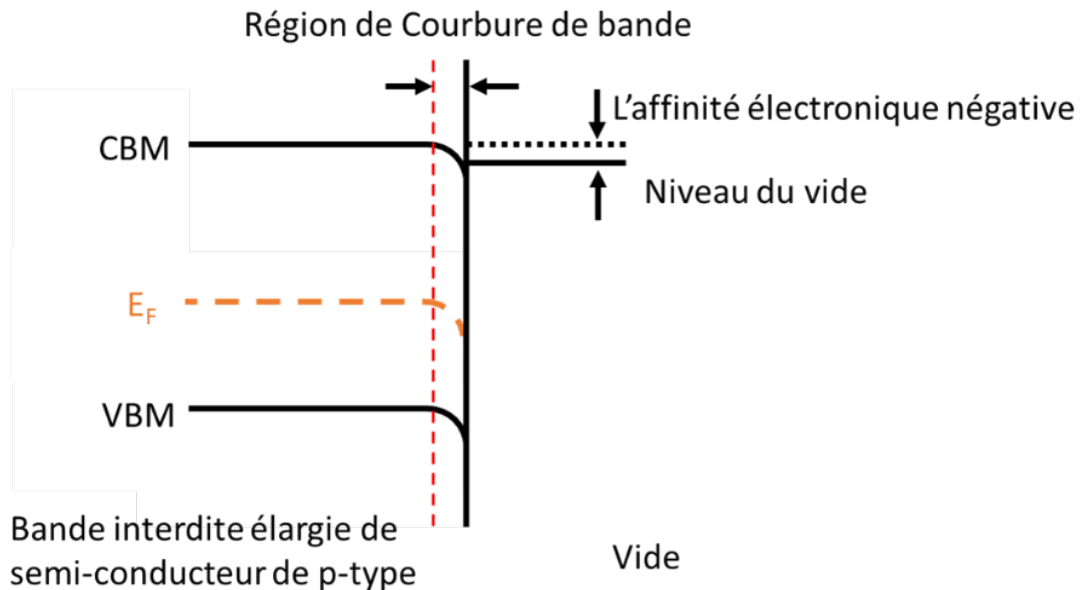 Région de Courbure de bande
L'affinité électronique négative
CBM
Niveau du vide
E_F
VBM
Bande interdite élargie de
semi-conducteur de p-type
Vide